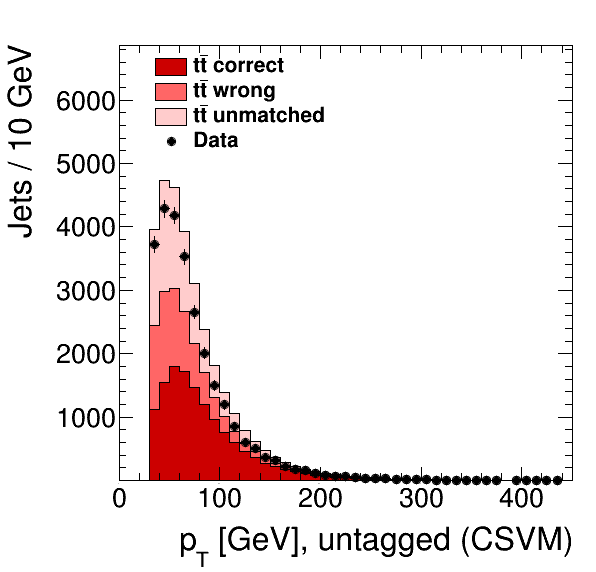 Jets / 10 GeV
tt̄ correct
tt̄ wrong
tt̄ unmatched
Data
6000
5000
4000
3000
2000
1000
0 100 200 300 400
pT [GeV], untagged (CSVM)